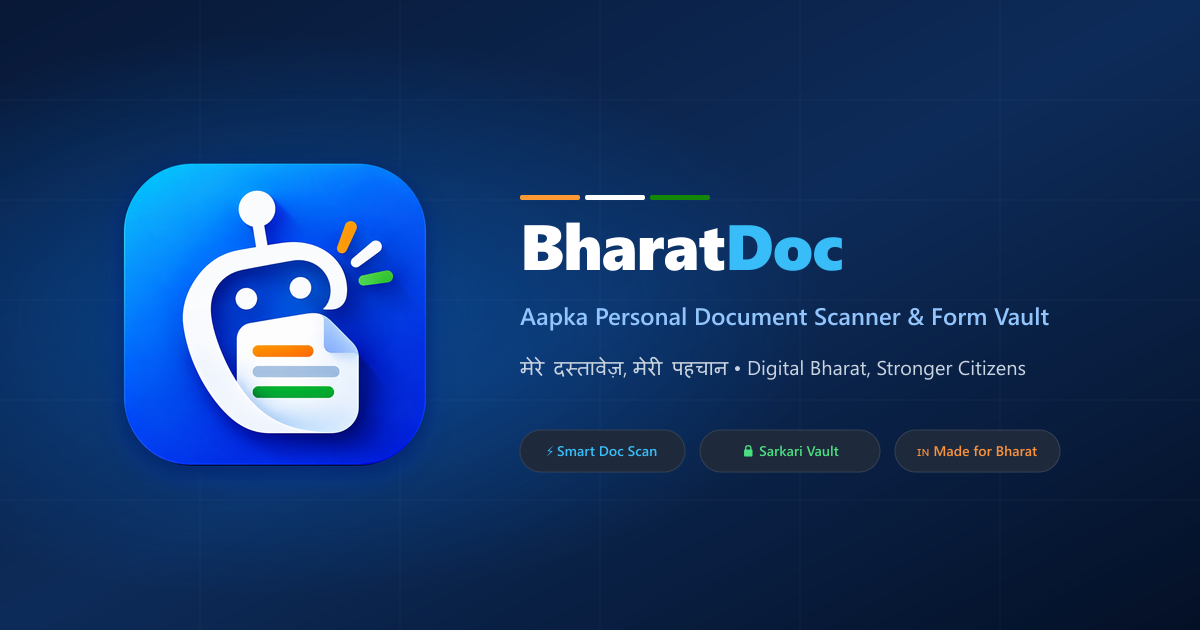 BharatDoc
Aapka Personal Document Scanner & Form Vault
मेरे दस्तावेज़, मेरी पहचान • Digital Bharat, Stronger Citizens
⚡ Smart Doc Scan
🔒 Sarkari Vault
IN Made for Bharat